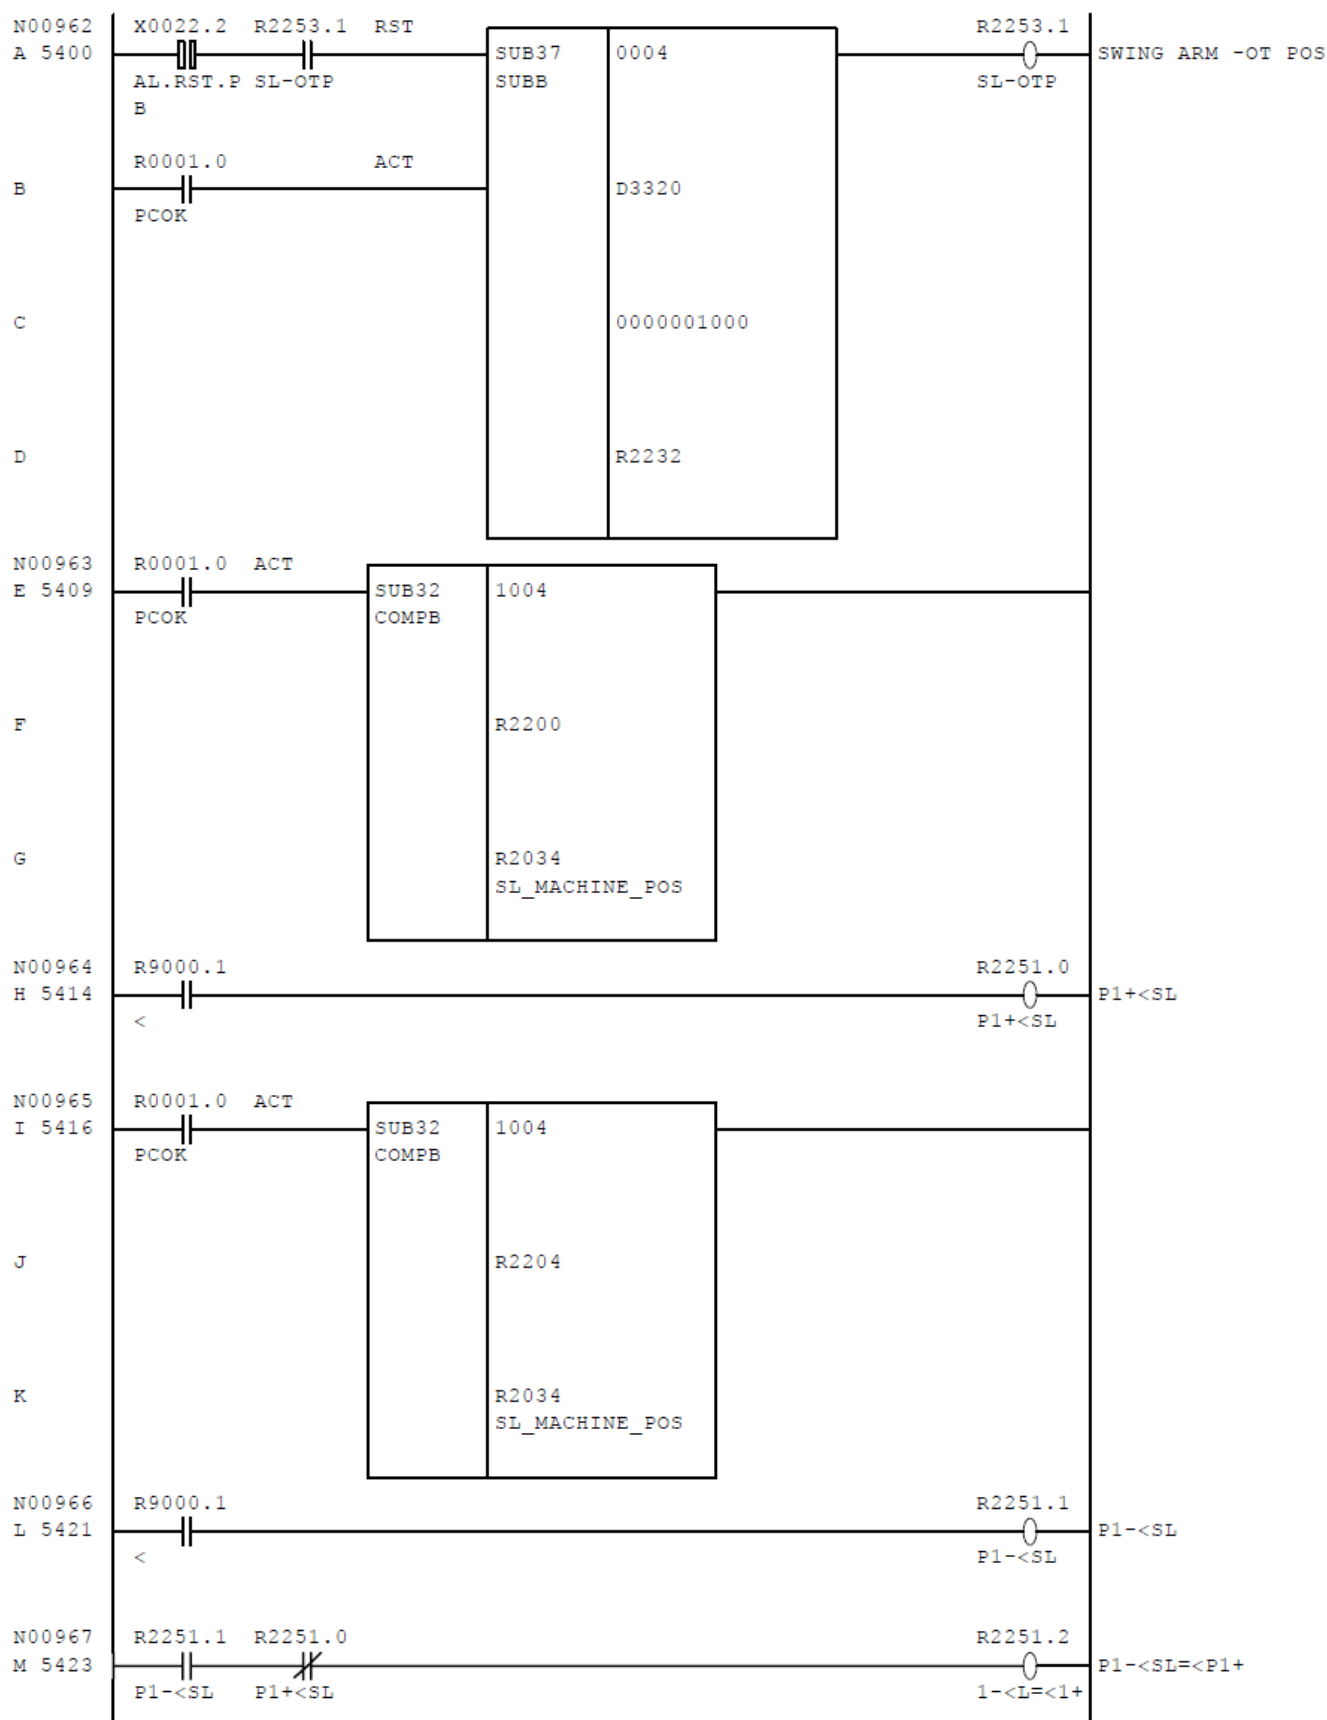 N00962 X0022.2 R2253.1 RST R2253.1
A 5400 SUB37 0004 SWING ARM -OT POS
AL.RST.P SL-OTP SUBB SL-OTP
B
R0001.0 ACT
B D3320
PCOK
C 0000001000
D R2232
N00963 R0001.0 ACT
E 5409 SUB32 1004
PCOK COMPB
F R2200
G R2034
SL_MACHINE_POS
N00964 R9000.1 R2251.0
H 5414 P1+<SL
< P1+<SL
N00965 R0001.0 ACT
I 5416 SUB32 1004
PCOK COMPB
J R2204
K R2034
SL_MACHINE_POS
N00966 R9000.1 R2251.1
L 5421 P1-<SL
< P1-<SL
N00967 R2251.1 R2251.0 R2251.2
M 5423 P1-<SL=<P1+
P1-<SL P1+<SL 1-<L=<1+